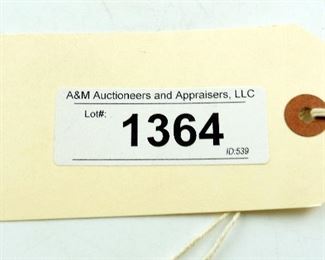 A&M Auctioneers and Appraisers, LLC
Lot#:
1364
ID:539